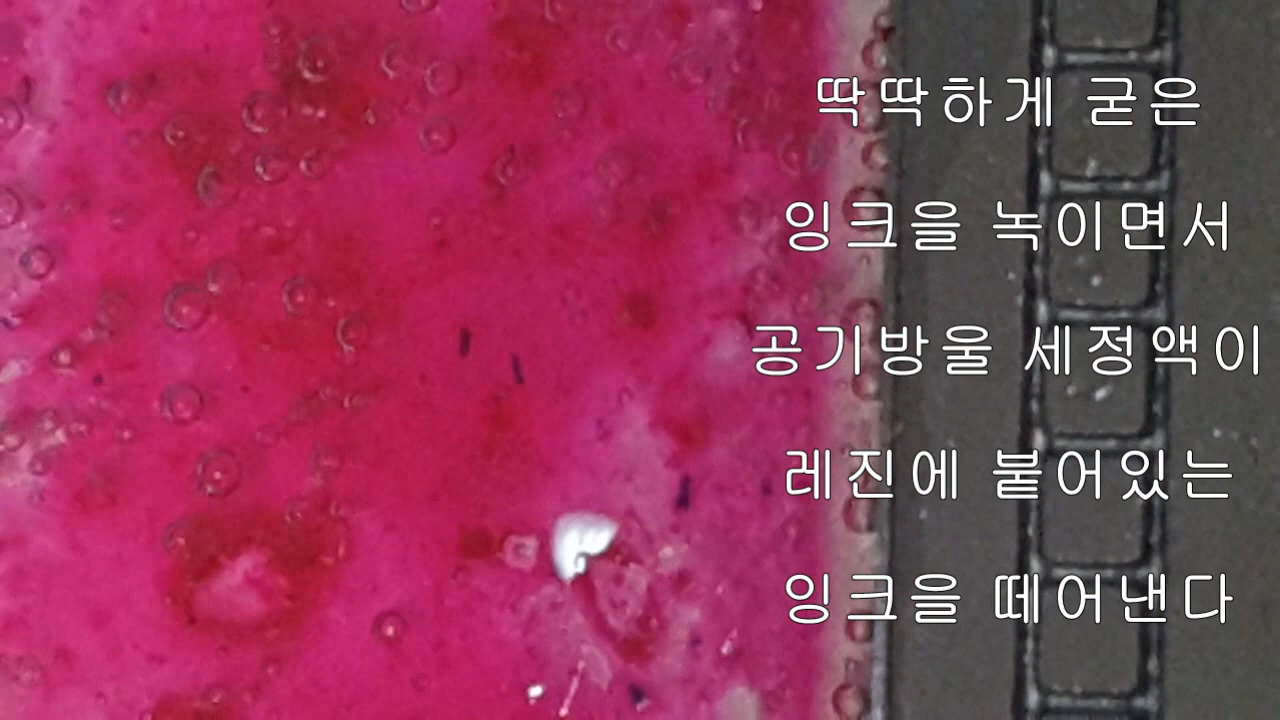 딱딱하게 굳은
잉크을 녹이면서
공기방울 세정액이
레진에 붙어있는
잉크을 떼어낸다